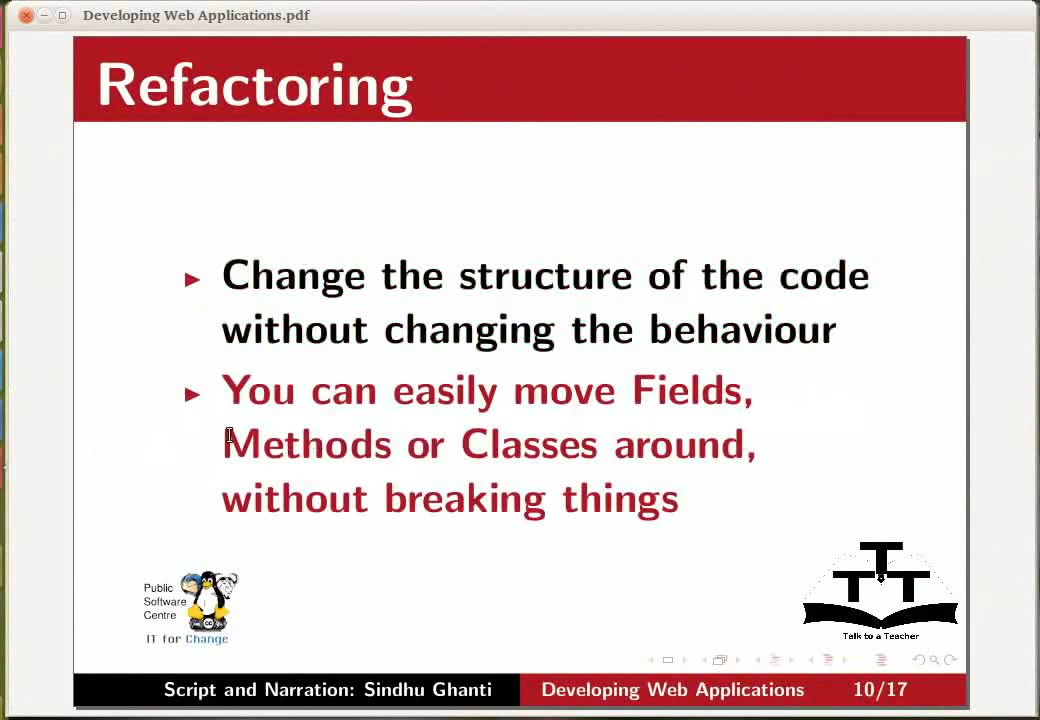 Developing Web Applications.pdf
Refactoring
Change the structure of the code
without changing the behaviour
You can easily move Fields,
Methods or Classes around,
without breaking things
Public
Software
Centre
IT for Change
TTT
Talk to a Teacher
Script and Narration: Sindhu Ghanti
Developing Web Applications
10/17